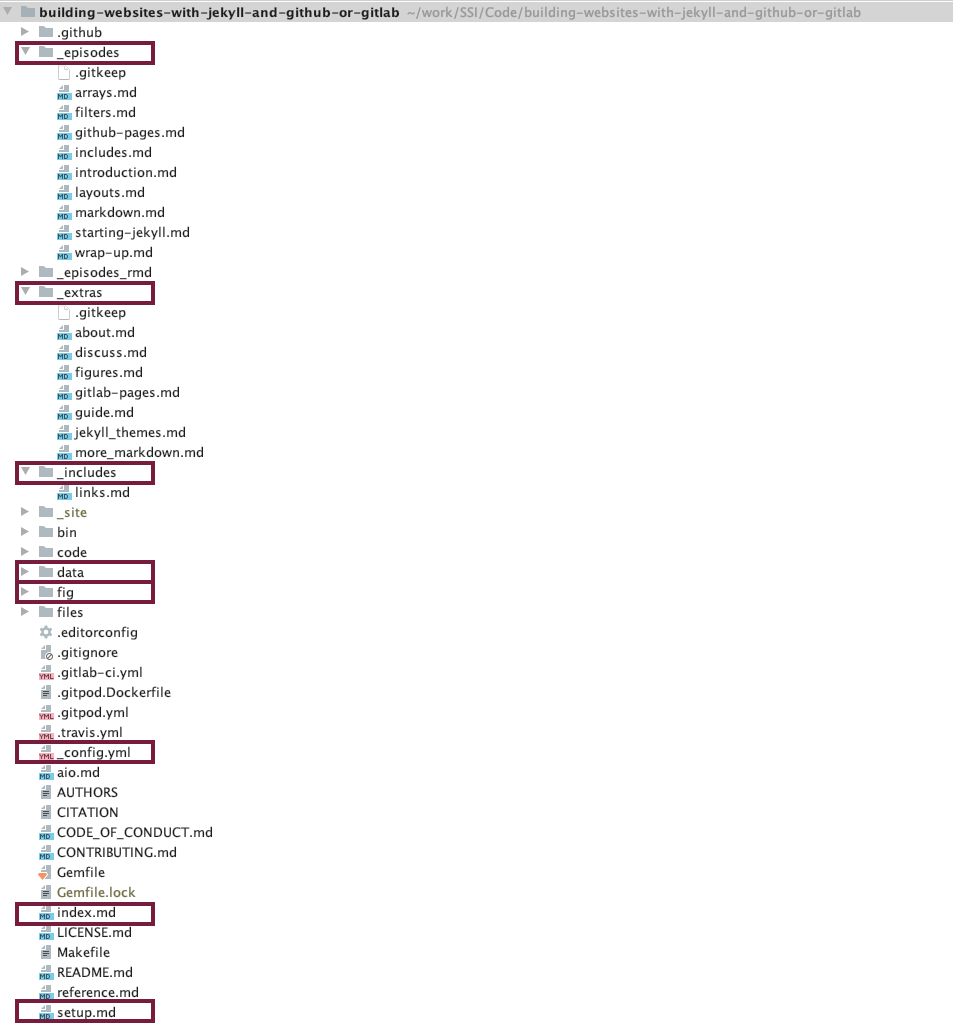 building-websites-with-jekyll-and-github-or-gitlab ~/work/SSI/Code/building-websites-with-jekyll-and-github-or-gitlab
.github
_episodes
.gitkeep
MD arrays.md
MD filters.md
MD github-pages.md
MD includes.md
MD introduction.md
MD layouts.md
MD markdown.md
MD starting-jekyll.md
MD wrap-up.md
_episodes_rmd
_extras
.gitkeep
MD about.md
MD discuss.md
MD figures.md
MD gitlab-pages.md
MD guide.md
MD jekyll_themes.md
MD more_markdown.md
_includes
MD links.md
_site
bin
code
data
fig
files
.editorconfig
.gitignore
YML .gitlab-ci.yml
.gitpod.Dockerfile
YML .gitpod.yml
YML .travis.yml
YML _config.yml
MD aio.md
AUTHORS
CITATION
MD CODE_OF_CONDUCT.md
MD CONTRIBUTING.md
Gemfile
Gemfile.lock
MD index.md
MD LICENSE.md
Makefile
MD README.md
MD reference.md
MD setup.md